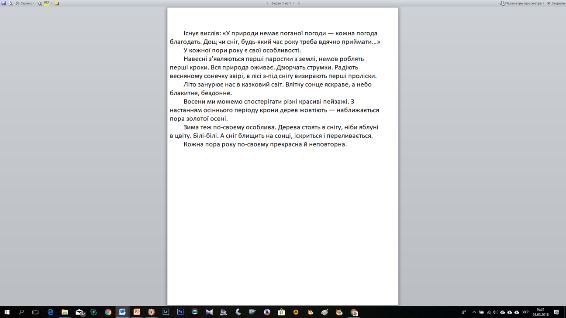 Існує вислів: «У природи немає поганої погоди — кожна погода
благодать. Дощ чи сніг, будь-який час року треба вдячно приймати...»
У кожної пори року є свої особливості.
Навесні з'являються перші паростки з землі, немов роблять
перші кроки. Вся природа оживає. Дзюрчать струмки. Радіють
весняному сонечку звірі, в лісі з-під снігу визирають перші проліски.
Літо занурює нас в казковий світ. Влітку сонце яскраве, а небо
блакитне, бездонне.
Восени ми можемо спостерігати різні красиві пейзажі. З
настанням осіннього періоду крони дерев жовтіють — наближається
пора золотої осені.
Зима теж по-своєму особлива. Дерева стоять в снігу, ніби яблуні
в цвіту. Білі-білі. А сніг блищить на сонці, іскриться і переливається.
Кожна пора року по-своєму прекрасна й неповторна.